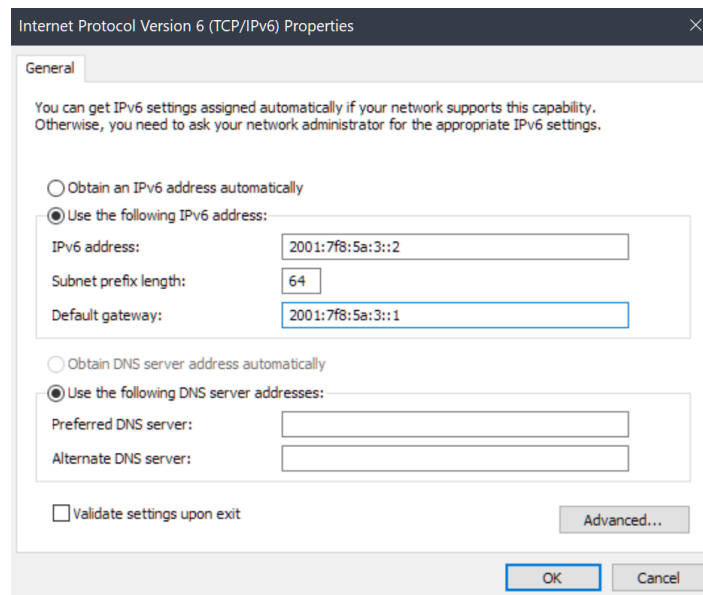 Internet Protocol Version 6 (TCP/IPv6) Properties
General
You can get IPv6 settings assigned automatically if your network supports this capability.
Otherwise, you need to ask your network administrator for the appropriate IPv6 settings.
Obtain an IPv6 address automatically
Use the following IPv6 address:
IPv6 address: 2001:7f8:5a:3::2
Subnet prefix length: 64
Default gateway: 2001:7f8:5a:3::1
Obtain DNS server address automatically
Use the following DNS server addresses:
Preferred DNS server:
Alternate DNS server:
Validate settings upon exit
Advanced...
OK Cancel